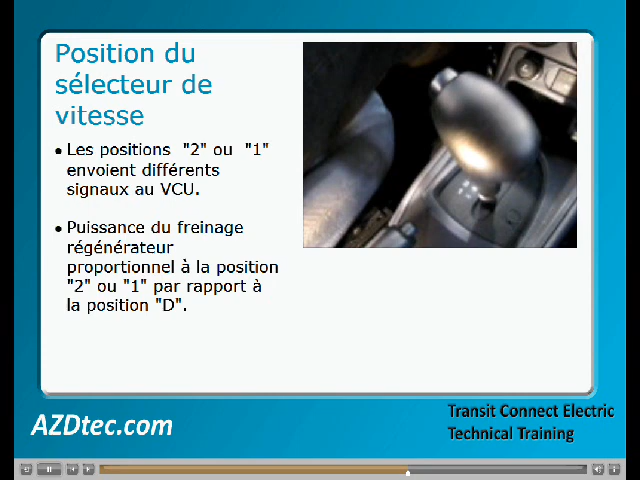 Position du
sélecteur de
vitesse
• Les positions "2" ou "1"
envoient différents
signaux au VCU.
• Puissance du freinage
régénérateur
proportionnel à la position
"2" ou "1" par rapport à
la position "D".
AZDtec.com
Transit Connect Electric
Technical Training